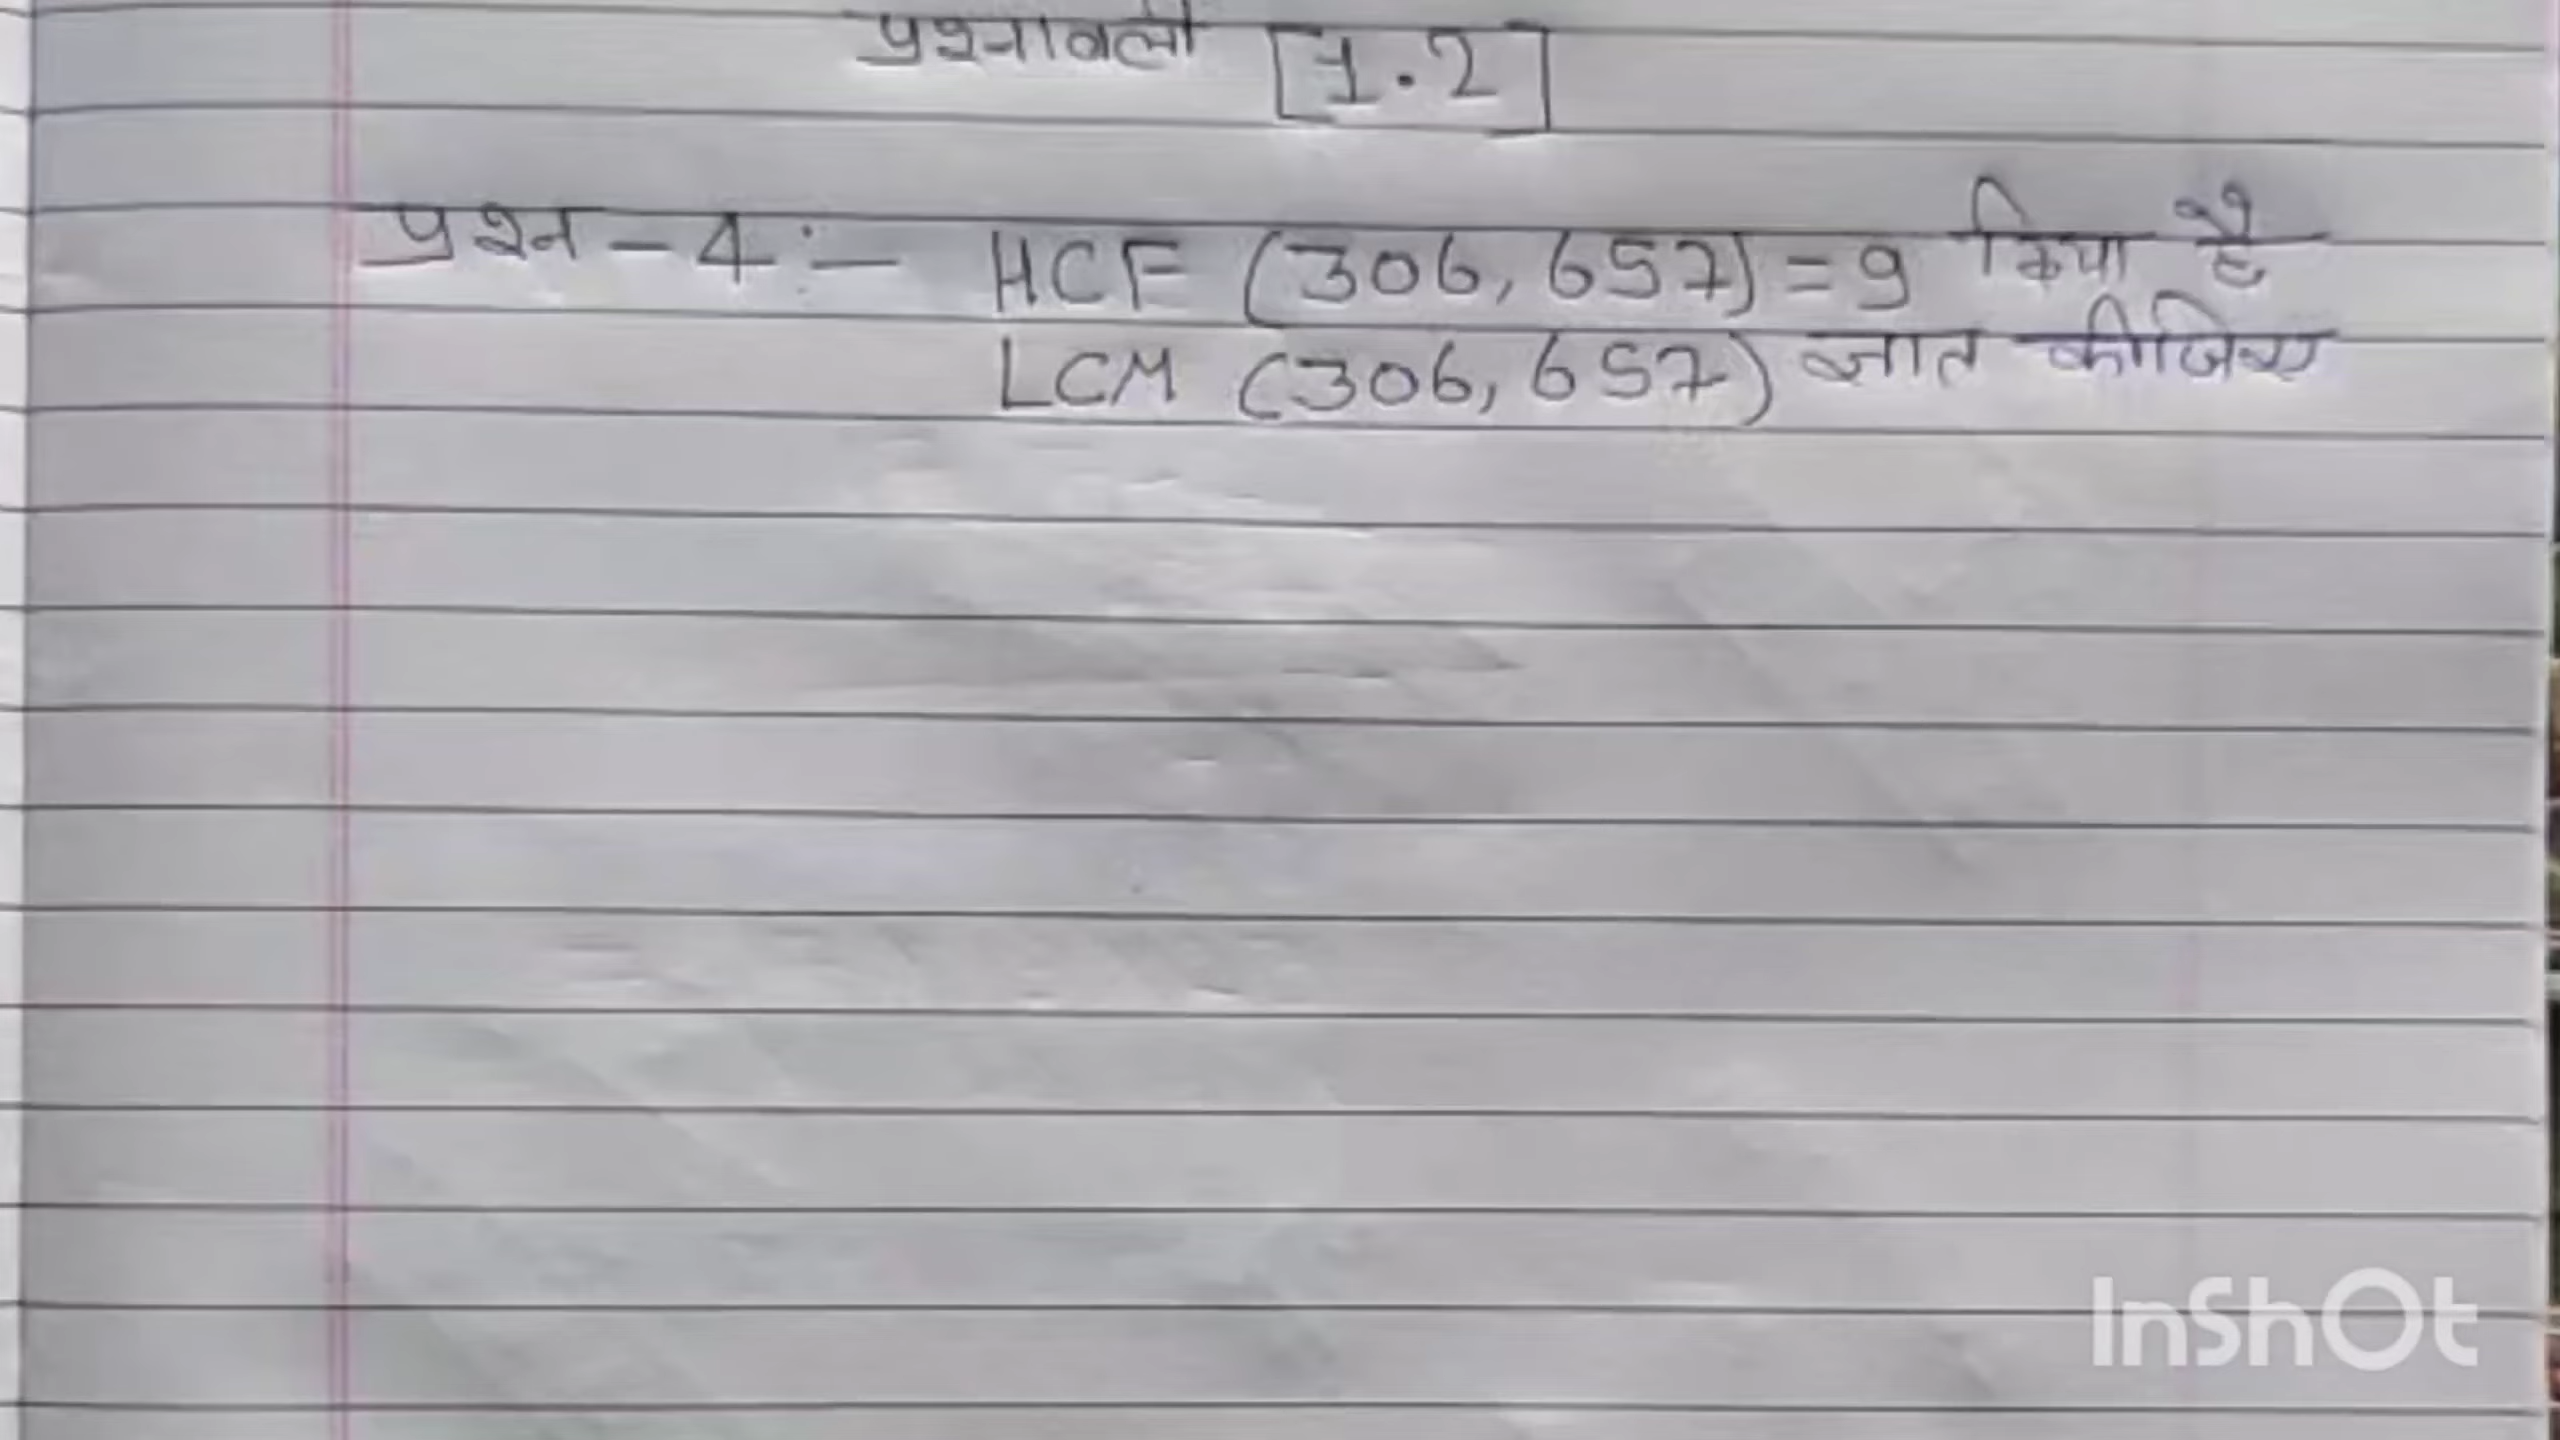 प्रश्नावली [1.2]
प्रश्न - 4 :- HCF (306, 657) = 9 किया है
LCM (306, 657) ज्ञात कीजिए
InShOt